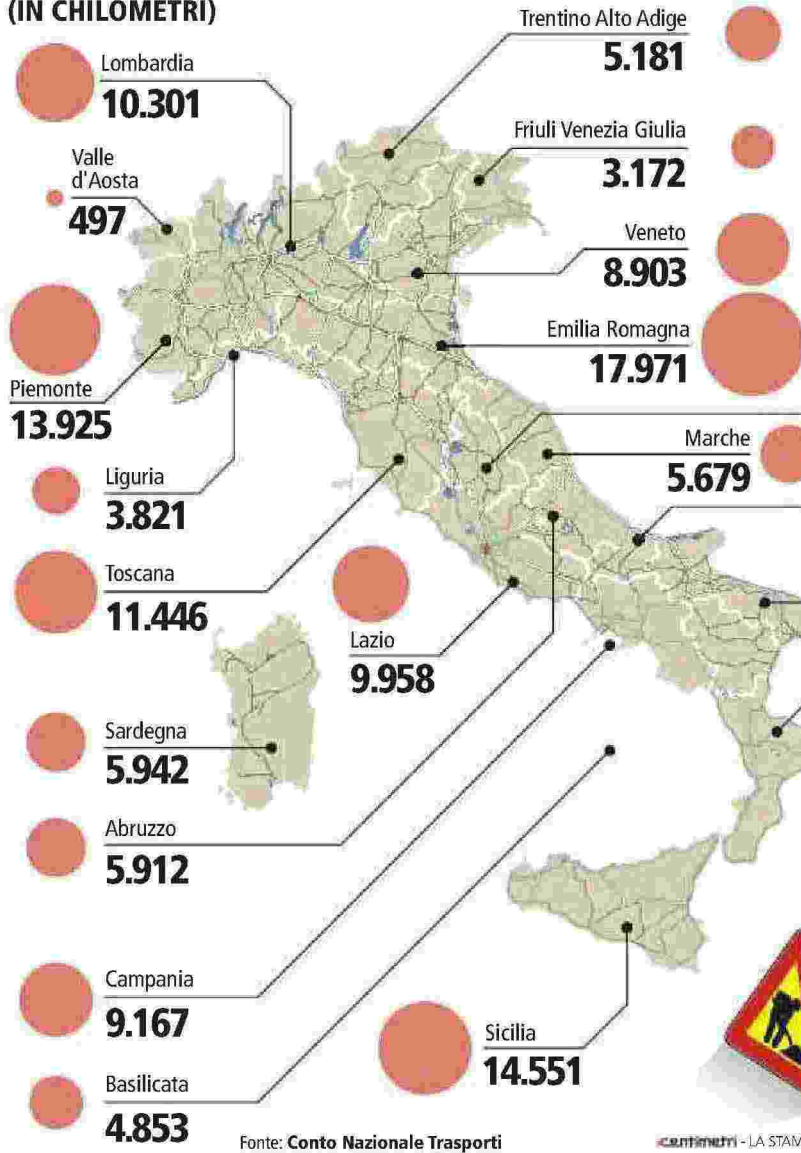 (IN CHILOMETRI)
Trentino Alto Adige
5.181
Lombardia
10.301
Friuli Venezia Giulia
3.172
Valle
d'Aosta
497
Veneto
8.903
Emilia Romagna
17.971
Piemonte
13.925
Marche
5.679
Liguria
3.821
Toscana
11.446
Lazio
9.958
Sardegna
5.942
Abruzzo
5.912
Campania
9.167
Sicilia
14.551
Basilicata
4.853
Fonte: Conto Nazionale Trasporti
centimetri - LA STAM